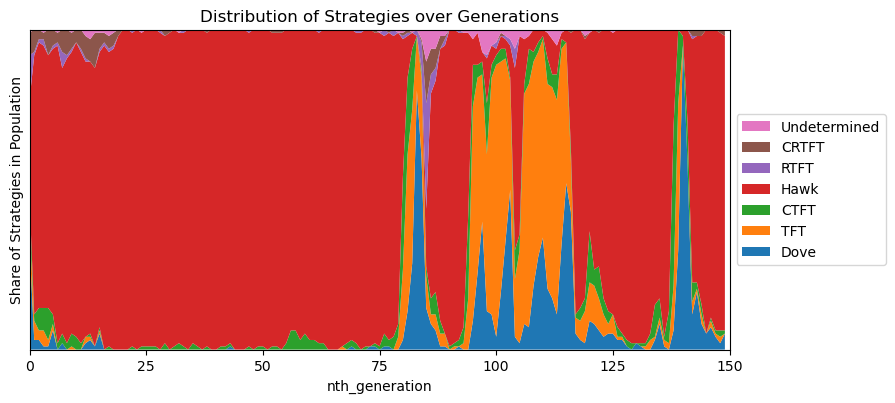 Distribution of Strategies over Generations
Share of Strategies in Population
Undetermined
CRTFT
RTFT
Hawk
CTFT
TFT
Dove
0 25 50 75 100 125 150
nth_generation